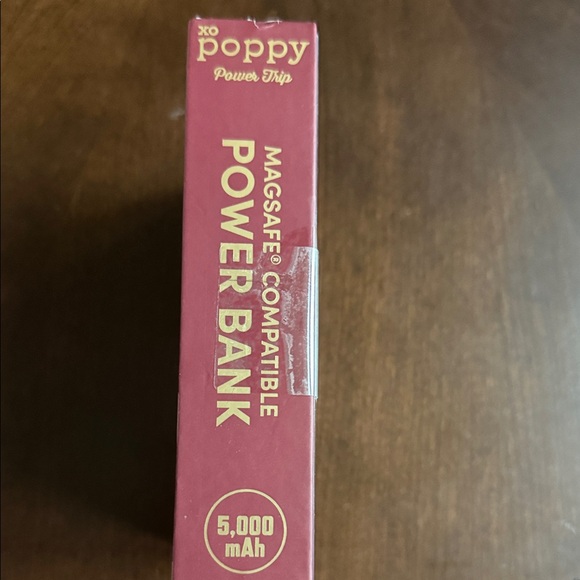 xo
poppy
Power Trip
MAGSAFE® COMPATIBLE
POWER BANK
5,000
mAh